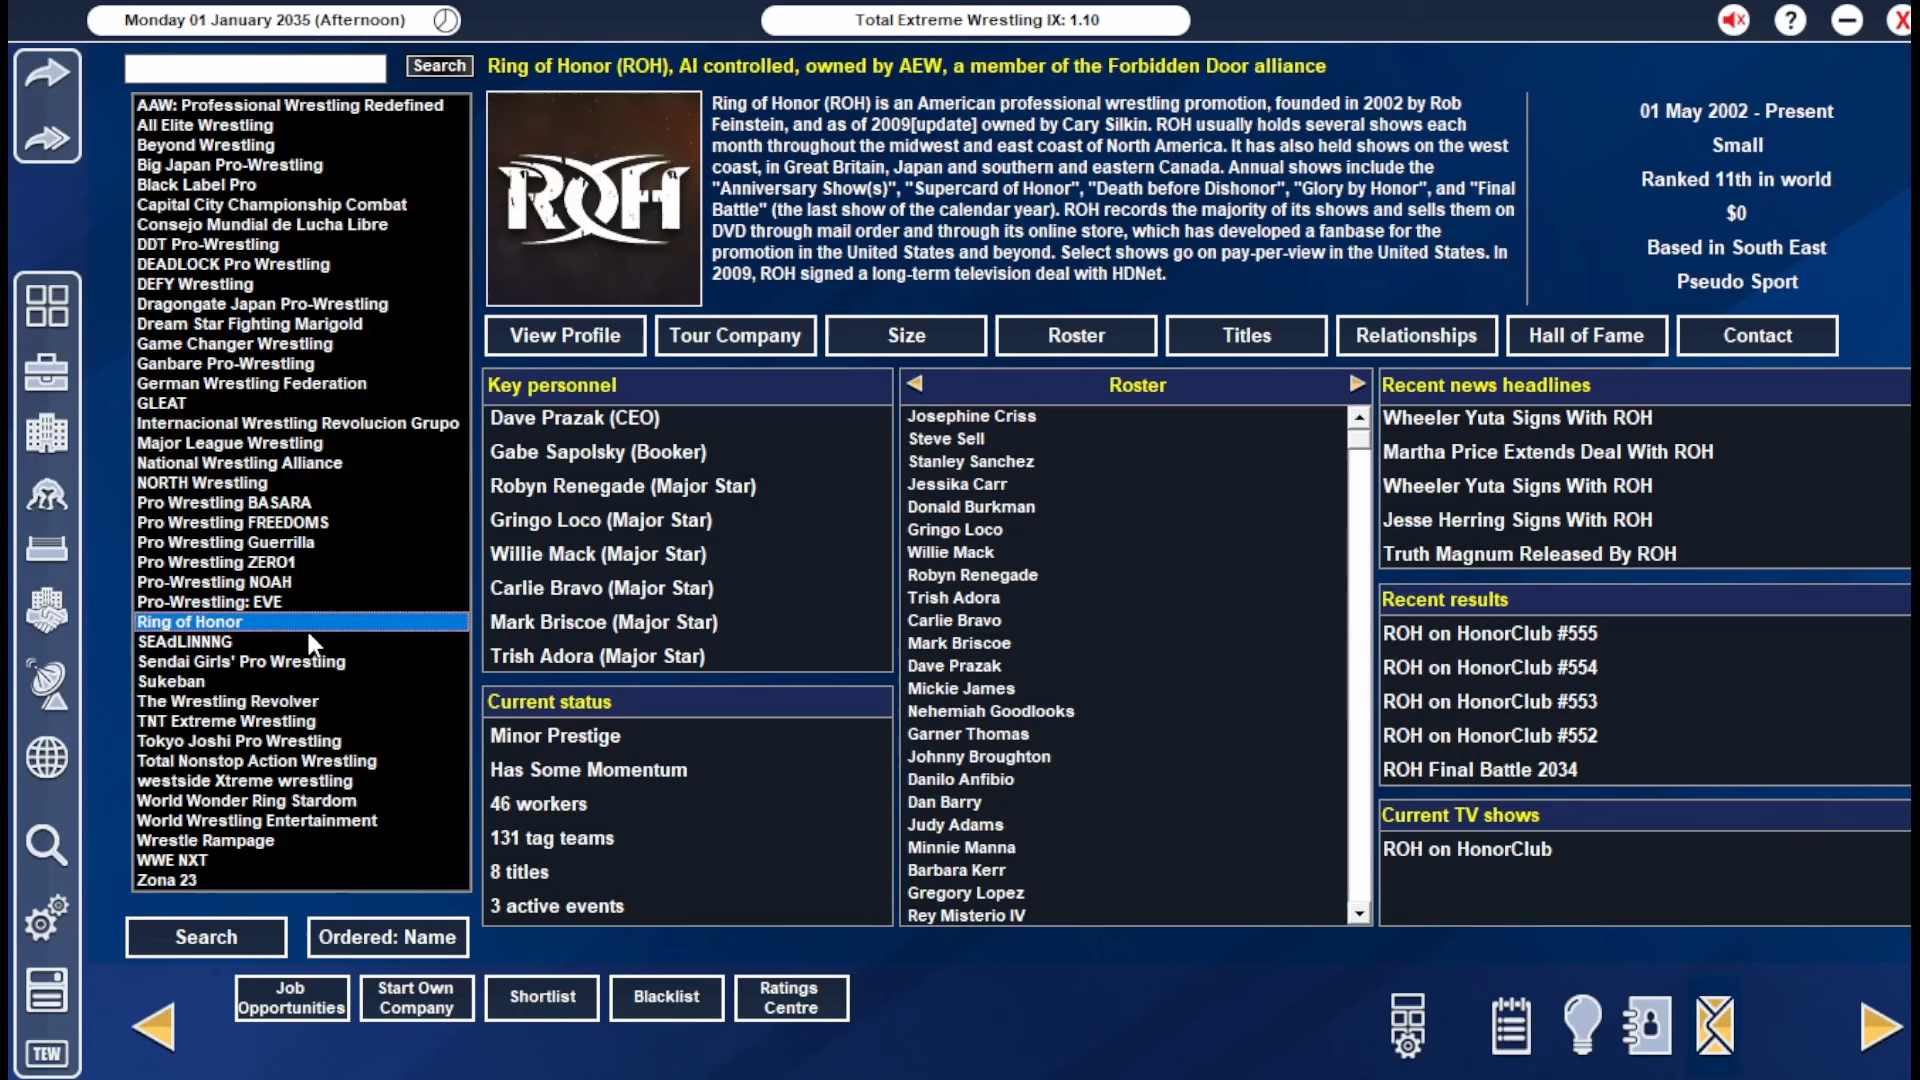 Monday 01 January 2035 (Afternoon)
Total Extreme Wrestling IX: 1.10
?
X
Search
Ring of Honor (ROH), AI controlled, owned by AEW, a member of the Forbidden Door alliance
AAW: Professional Wrestling Redefined
All Elite Wrestling
Beyond Wrestling
Big Japan Pro-Wrestling
Black Label Pro
Capital City Championship Combat
Consejo Mundial de Lucha Libre
DDT Pro-Wrestling
DEADLOCK Pro Wrestling
DEFY Wrestling
Dragongate Japan Pro-Wrestling
Dream Star Fighting Marigold
Game Changer Wrestling
Ganbare Pro-Wrestling
German Wrestling Federation
GLEAT
Internacional Wrestling Revolucion Grupo
Major League Wrestling
National Wrestling Alliance
NORTH Wrestling
Pro Wrestling BASARA
Pro Wrestling FREEDOMS
Pro Wrestling Guerrilla
Pro Wrestling ZERO1
Pro-Wrestling NOAH
Pro-Wrestling: EVE
Ring of Honor
SEAdLINNNG
Sendai Girls' Pro Wrestling
Sukeban
The Wrestling Revolver
TNT Extreme Wrestling
Tokyo Joshi Pro Wrestling
Total Nonstop Action Wrestling
westside Xtreme wrestling
World Wonder Ring Stardom
World Wrestling Entertainment
Wrestle Rampage
WWE NXT
Zona 23
ROH
Ring of Honor (ROH) is an American professional wrestling promotion, founded in 2002 by Rob
Feinstein, and as of 2009[update] owned by Cary Silkin. ROH usually holds several shows each
month throughout the midwest and east coast of North America. It has also held shows on the west
coast, in Great Britain, Japan and southern and eastern Canada. Annual shows include the
"Anniversary Show(s)", "Supercard of Honor", "Death before Dishonor", "Glory by Honor", and "Final
Battle" (the last show of the calendar year). ROH records the majority of its shows and sells them on
DVD through mail order and through its online store, which has developed a fanbase for the
promotion in the United States and beyond. Select shows go on pay-per-view in the United States. In
2009, ROH signed a long-term television deal with HDNet.
01 May 2002 - Present
Small
Ranked 11th in world
$0
Based in South East
Pseudo Sport
View Profile
Tour Company
Size
Roster
Titles
Relationships
Hall of Fame
Contact
Key personnel
Dave Prazak (CEO)
Gabe Sapolsky (Booker)
Robyn Renegade (Major Star)
Gringo Loco (Major Star)
Willie Mack (Major Star)
Carlie Bravo (Major Star)
Mark Briscoe (Major Star)
Trish Adora (Major Star)
Current status
Minor Prestige
Has Some Momentum
46 workers
131 tag teams
8 titles
3 active events
Roster
Josephine Criss
Steve Sell
Stanley Sanchez
Jessika Carr
Donald Burkman
Gringo Loco
Willie Mack
Robyn Renegade
Trish Adora
Carlie Bravo
Mark Briscoe
Dave Prazak
Mickie James
Nehemiah Goodlooks
Garner Thomas
Johnny Broughton
Danilo Anfibio
Dan Barry
Judy Adams
Minnie Manna
Barbara Kerr
Gregory Lopez
Rey Misterio IV
Recent news headlines
Wheeler Yuta Signs With ROH
Martha Price Extends Deal With ROH
Wheeler Yuta Signs With ROH
Jesse Herring Signs With ROH
Truth Magnum Released By ROH
Recent results
ROH on HonorClub #555
ROH on HonorClub #554
ROH on HonorClub #553
ROH on HonorClub #552
ROH Final Battle 2034
Current TV shows
ROH on HonorClub
Search
Ordered: Name
Job Opportunities
Start Own Company
Shortlist
Blacklist
Ratings Centre
TEW